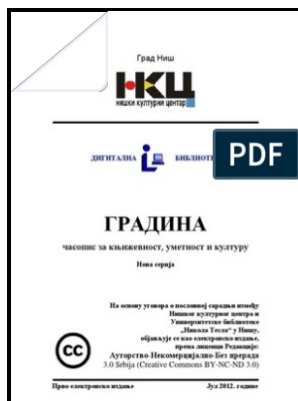 Град Ниш
НКЦ
нишки културни центар
ДИГИТАЛНА БИБЛИОТ
PDF
ГРАДИНА
часопис за књижевност, уметност и културу
Нова серија
На основу уговора о пословној сарадњи између
Нишког културног центра и
Универзитетске библиотеке
„Никола Тесла“ у Нишу,
објављује се као електронско издање,
према лиценци Редакције:
Ауторство-Некомерцијално-Без прерада
3.0 Srbija (Creative Commons BY-NC-ND 3.0)
cc
Прво електронско издање Јул 2012. године